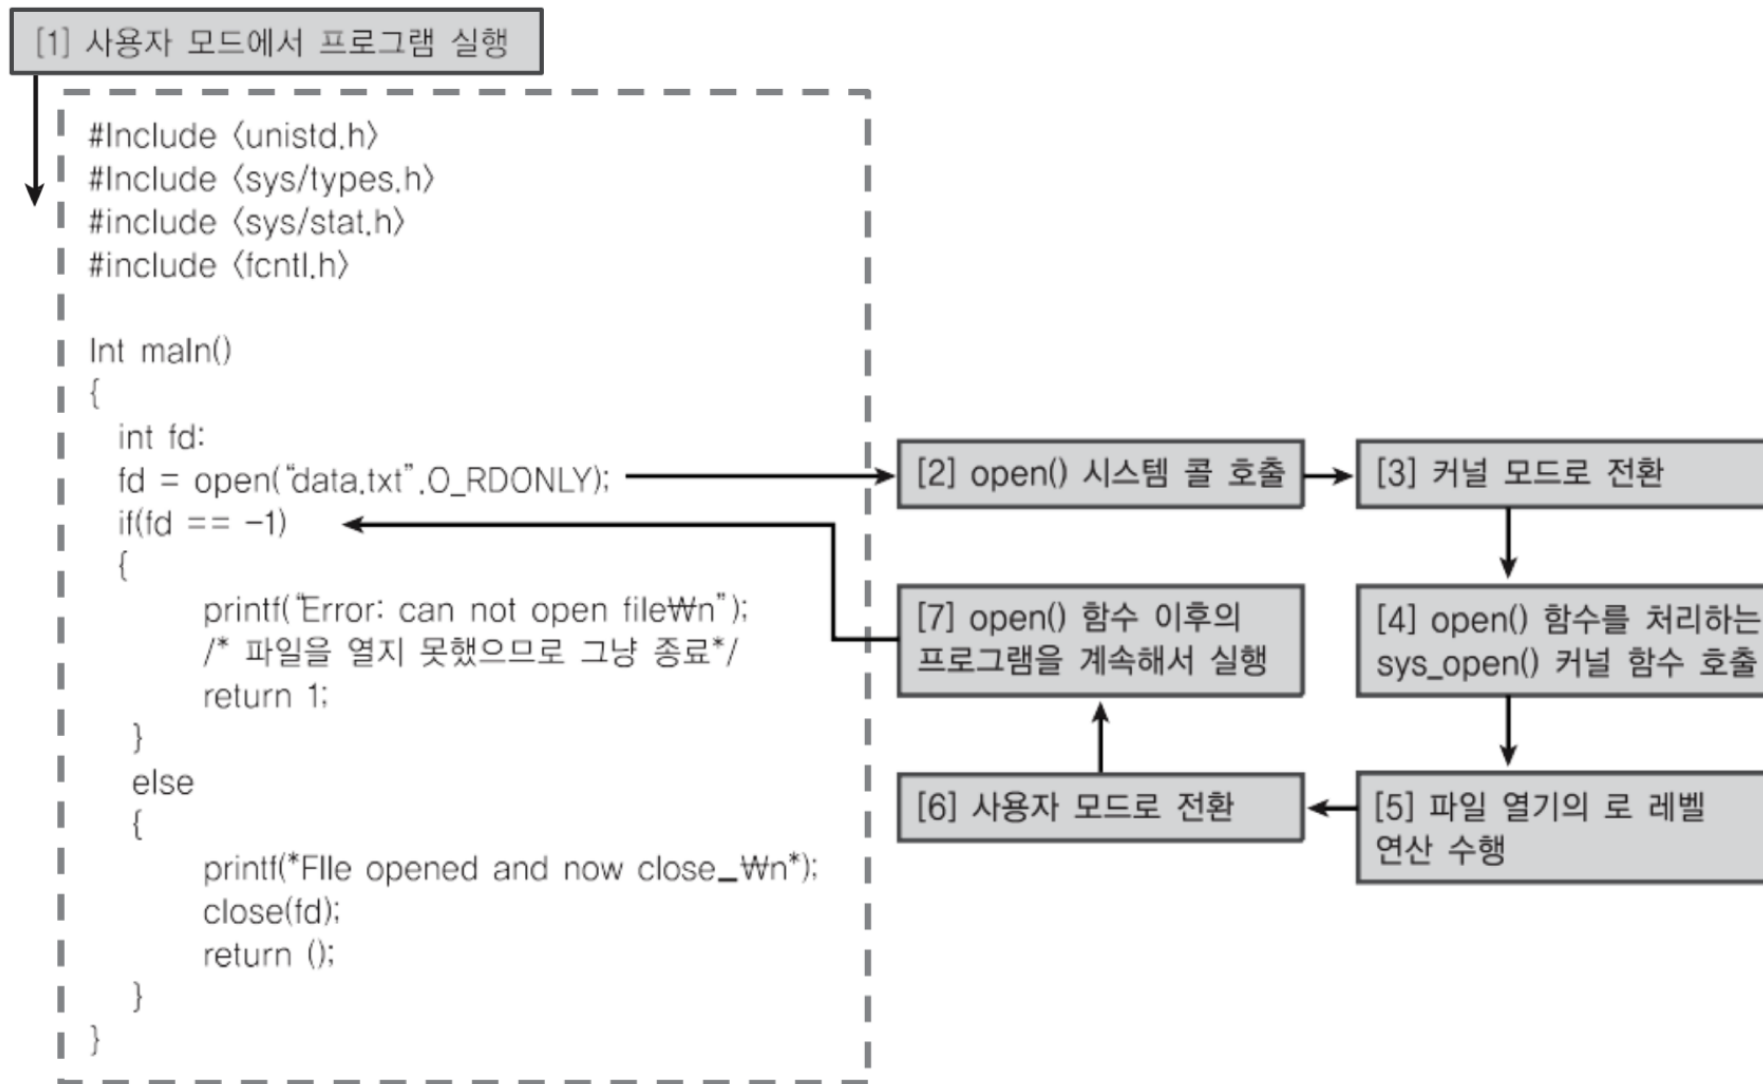 [1] 사용자 모드에서 프로그램 실행
#Include 〈unistd.h〉
#Include 〈sys/types.h〉
#include 〈sys/stat.h〉
#include 〈fcntl.h〉
Int maIn()
{
int fd:
fd = open(“data.txt”.O_RDONLY);
if(fd == -1)
{
printf(“Error: can not open file₩n”);
/* 파일을 열지 못했으므로 그냥 종료*/
return 1;
}
else
{
printf(*FIle opened and now close_₩n*);
close(fd);
return ();
}
}
[2] open() 시스템 콜 호출
[3] 커널 모드로 전환
[4] open() 함수를 처리하는
sys_open() 커널 함수 호출
[5] 파일 열기의 로 레벨
연산 수행
[6] 사용자 모드로 전환
[7] open() 함수 이후의
프로그램을 계속해서 실행